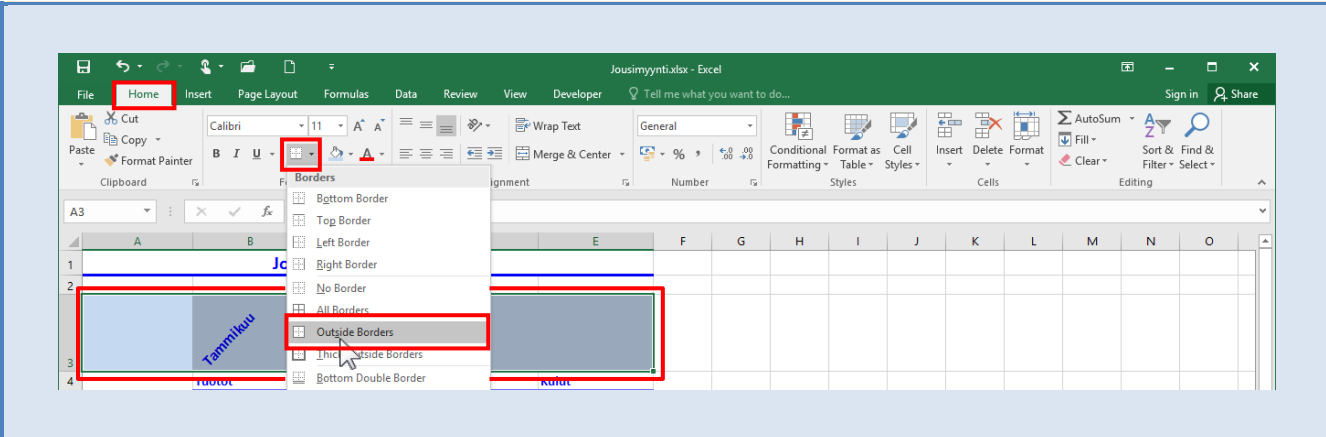 Jousimyynti.xlsx - Excel
File Home Insert Page Layout Formulas Data Review View Developer Tell me what you want to do... Sign in Share
Paste
Cut
Copy
Format Painter
Clipboard
Calibri 11
B I U
Wrap Text
Merge & Center
General
%
Number
Conditional Formatting
Format as Table
Cell Styles
Styles
Insert Delete Format
Cells
AutoSum
Fill
Clear
Sort & Filter
Find & Select
Editing
A3
fx
Borders
Bottom Border
Top Border
Left Border
Right Border
No Border
All Borders
Outside Borders
Bottom Double Border
A B E F G H I J K L M N O
1
2
3 Tammikuu
4 Tuotot Kulut